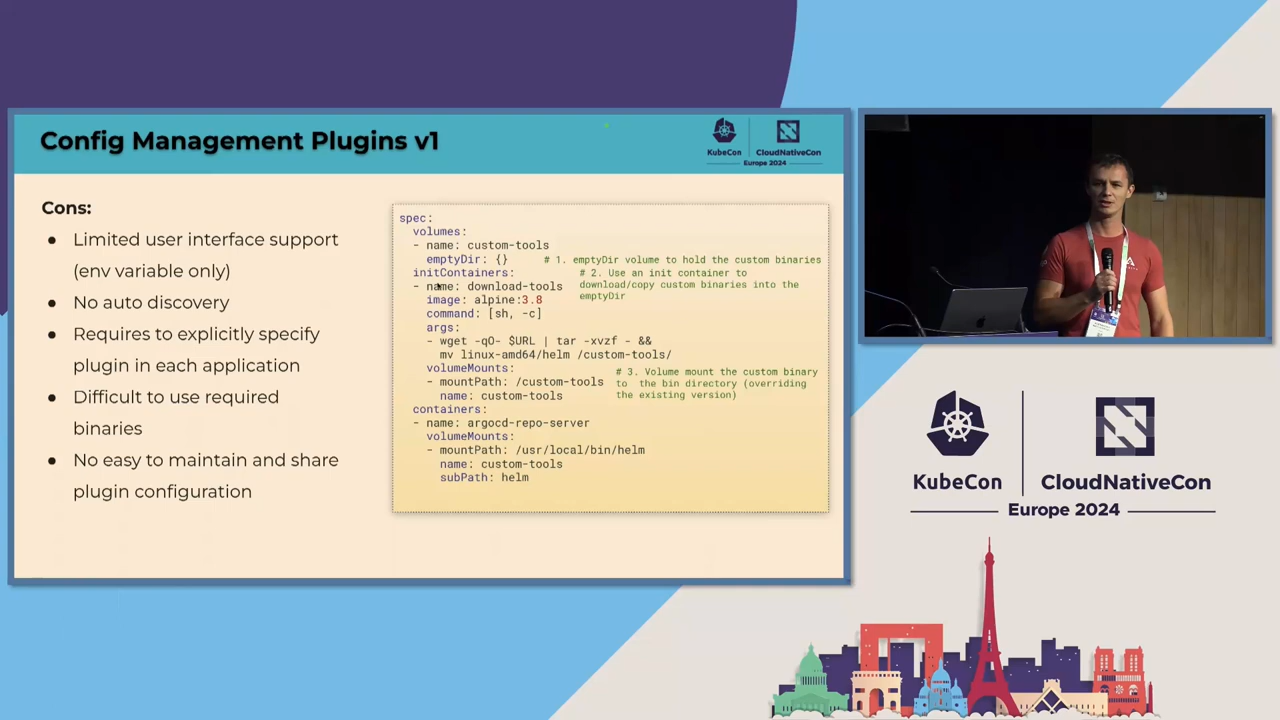 Config Management Plugins v1
KubeCon
CloudNativeCon
Europe 2024
Cons:
● Limited user interface support
(env variable only)
● No auto discovery
● Requires to explicitly specify
plugin in each application
● Difficult to use required
binaries
● No easy to maintain and share
plugin configuration
spec:
volumes:
- name: custom-tools
emptyDir: {} # 1. emptyDir volume to hold the custom binaries
initContainers: # 2. Use an init container to
download/copy custom binaries into the
emptyDir
- name: download-tools
image: alpine:3.8
command: [sh, -c]
args:
- wget -qO- $URL | tar -xvzf - &&
mv linux-amd64/helm /custom-tools/
volumeMounts: # 3. Volume mount the custom binary
to the bin directory (overriding
the existing version)
- mountPath: /custom-tools
name: custom-tools
containers:
- name: argocd-repo-server
volumeMounts:
- mountPath: /usr/local/bin/helm
name: custom-tools
subPath: helm
KubeCon
CloudNativeCon
Europe 2024